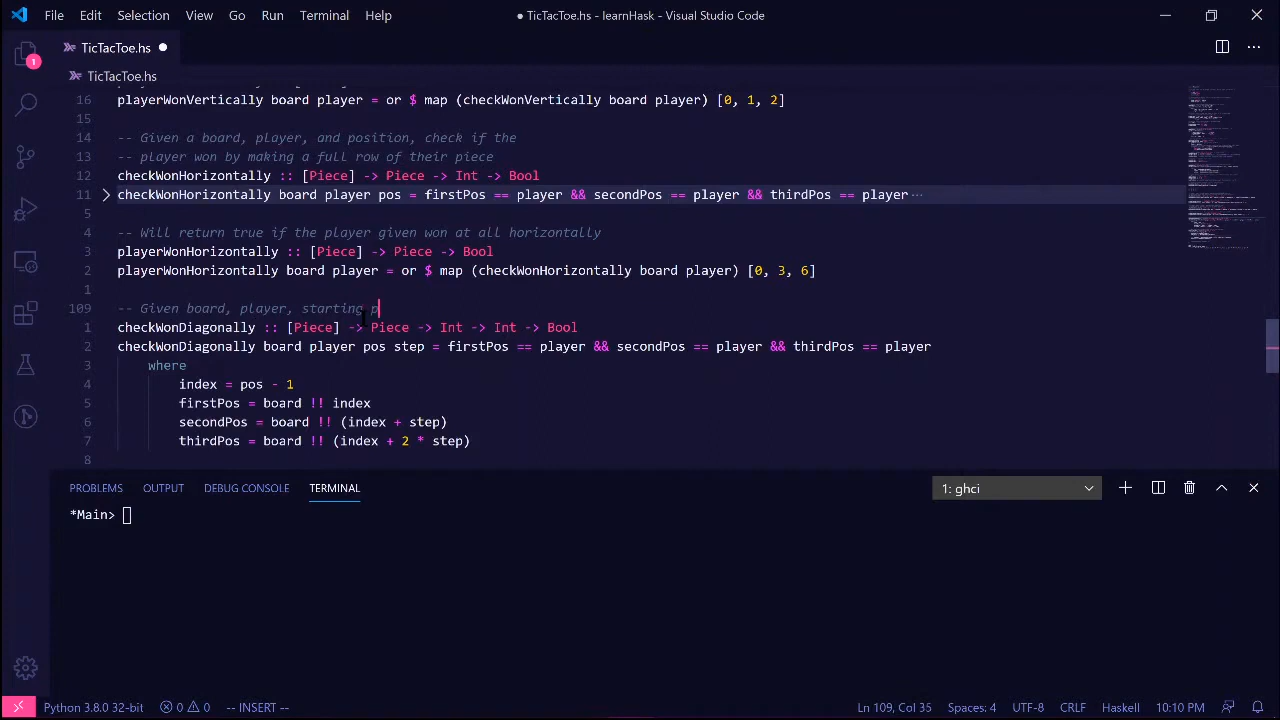 File Edit Selection View Go Run Terminal Help ● TicTacToe.hs - learnHask - Visual Studio Code
TicTacToe.hs ●
1
TicTacToe.hs
16 playerWonVertically board player = or $ map (checkWonVertically board player) [0, 1, 2]
15
14 -- Given a board, player, and position, check if
13 -- player won by making a full row of their piece
12 checkWonHorizontally :: [Piece] -> Piece -> Int -> Bool
11 checkWonHorizontally board player pos = firstPos == player && secondPos == player && thirdPos == player ···
5
4 -- Will return true if the player given won at all horizontally
3 playerWonHorizontally :: [Piece] -> Piece -> Bool
2 playerWonHorizontally board player = or $ map (checkWonHorizontally board player) [0, 3, 6]
1
109 -- Given board, player, starting p
1 checkWonDiagonally :: [Piece] -> Piece -> Int -> Int -> Bool
2 checkWonDiagonally board player pos step = firstPos == player && secondPos == player && thirdPos == player
3 where
4 index = pos - 1
5 firstPos = board !! index
6 secondPos = board !! (index + step)
7 thirdPos = board !! (index + 2 * step)
8
PROBLEMS OUTPUT DEBUG CONSOLE TERMINAL 1: ghci
*Main>
Python 3.8.0 32-bit 0 0 -- INSERT -- Ln 109, Col 35 Spaces: 4 UTF-8 CRLF Haskell 10:10 PM